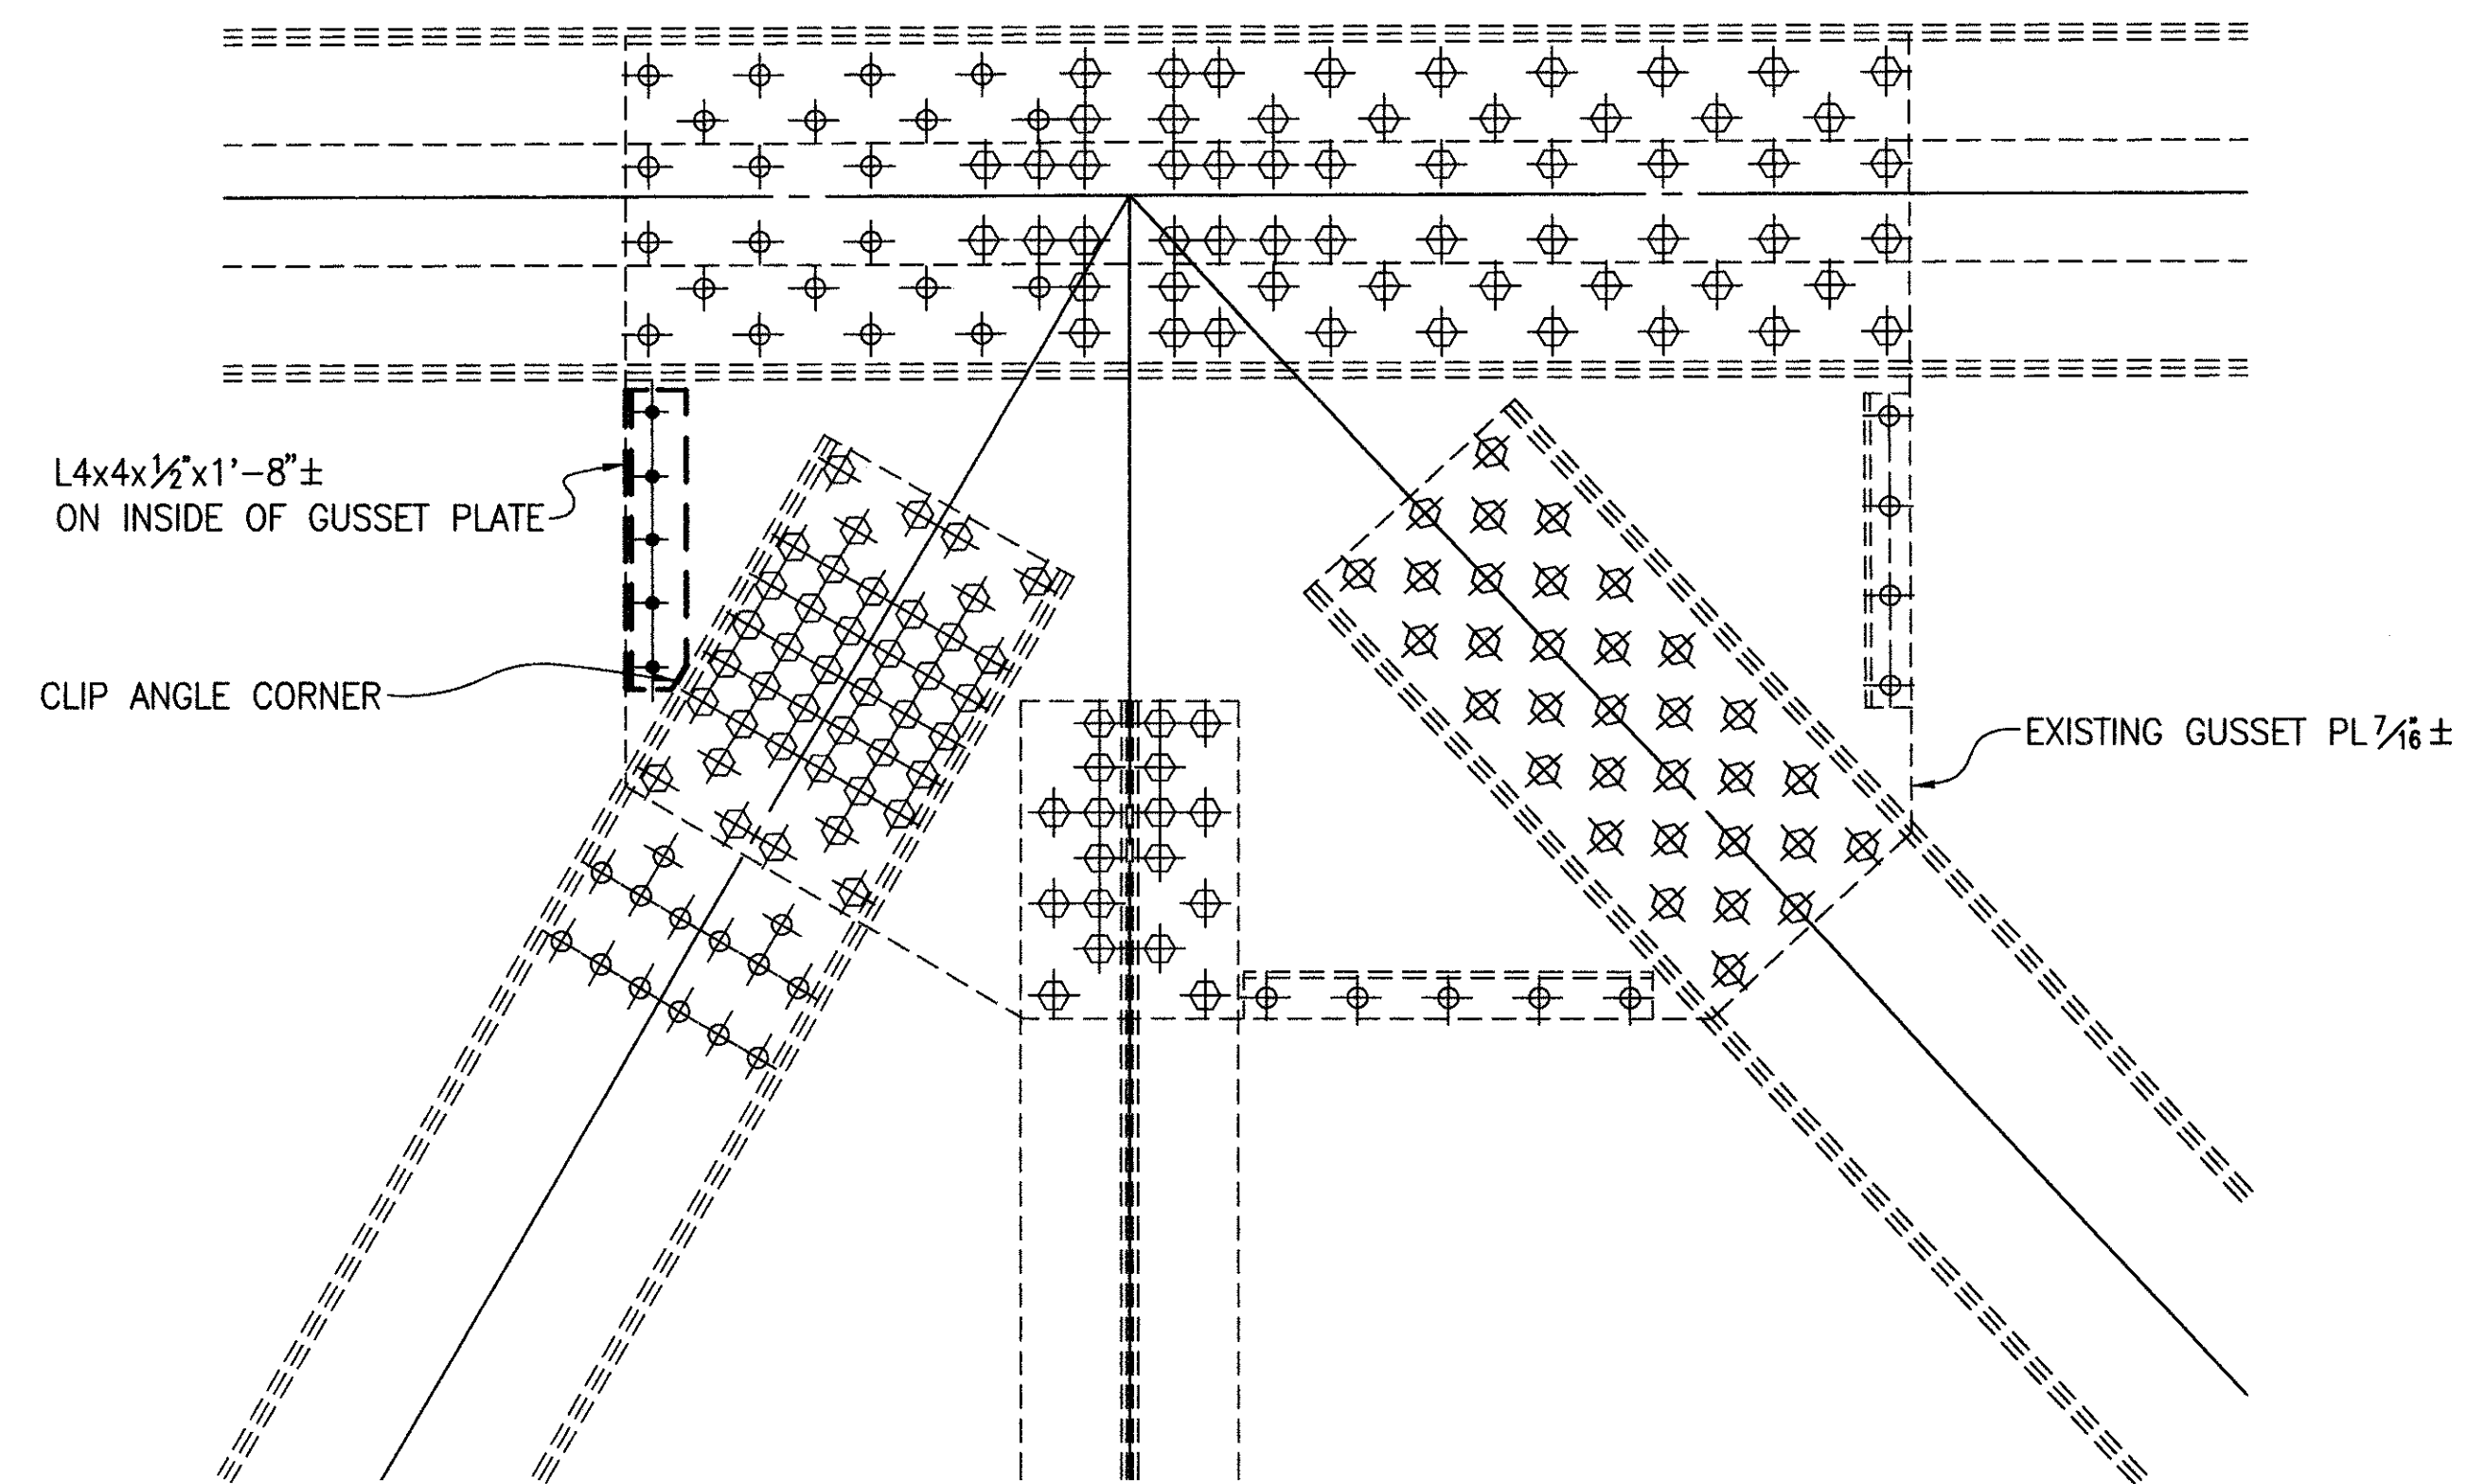 L4x4x½"x1'-8"±
ON INSIDE OF GUSSET PLATE
CLIP ANGLE CORNER
EXISTING GUSSET PL 7/16"±